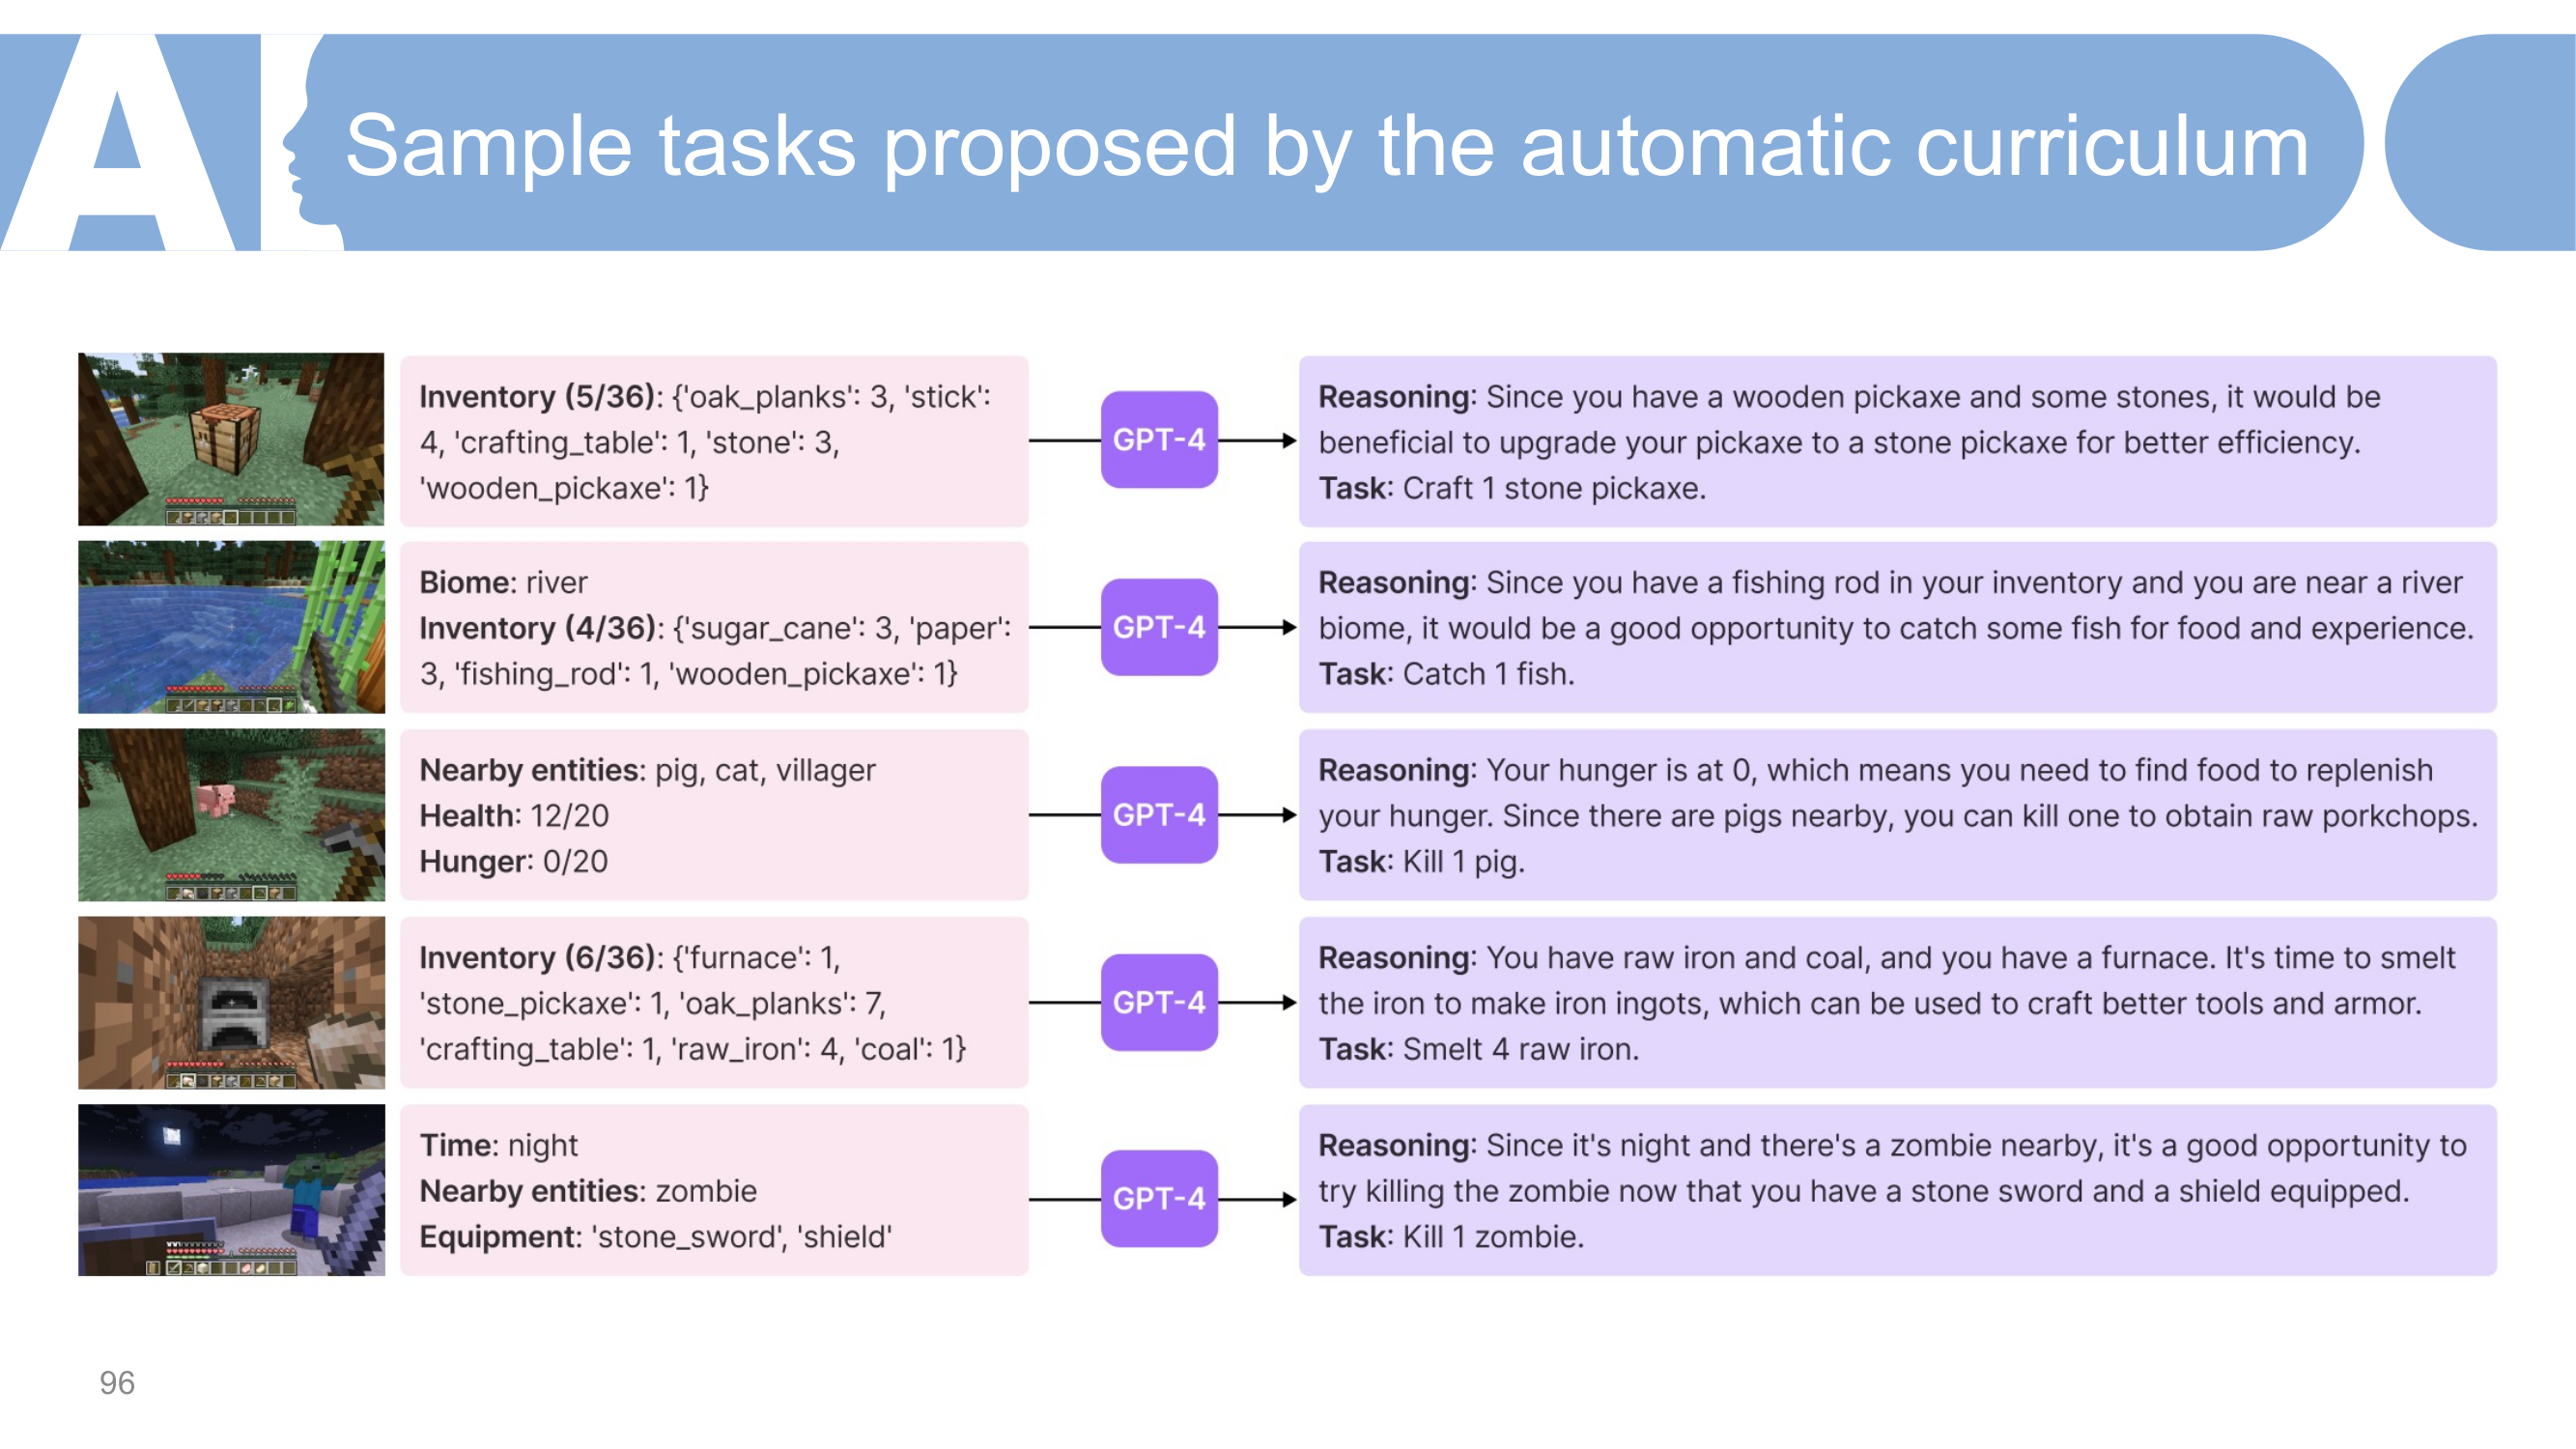 AI
Sample tasks proposed by the automatic curriculum
Inventory (5/36): {'oak_planks': 3, 'stick':
4, 'crafting_table': 1, 'stone': 3,
'wooden_pickaxe': 1}
GPT-4
Reasoning: Since you have a wooden pickaxe and some stones, it would be
beneficial to upgrade your pickaxe to a stone pickaxe for better efficiency.
Task: Craft 1 stone pickaxe.
Biome: river
Inventory (4/36): {'sugar_cane': 3, 'paper':
3, 'fishing_rod': 1, 'wooden_pickaxe': 1}
GPT-4
Reasoning: Since you have a fishing rod in your inventory and you are near a river
biome, it would be a good opportunity to catch some fish for food and experience.
Task: Catch 1 fish.
Nearby entities: pig, cat, villager
Health: 12/20
Hunger: 0/20
GPT-4
Reasoning: Your hunger is at 0, which means you need to find food to replenish
your hunger. Since there are pigs nearby, you can kill one to obtain raw porkchops.
Task: Kill 1 pig.
Inventory (6/36): {'furnace': 1,
'stone_pickaxe': 1, 'oak_planks': 7,
'crafting_table': 1, 'raw_iron': 4, 'coal': 1}
GPT-4
Reasoning: You have raw iron and coal, and you have a furnace. It's time to smelt
the iron to make iron ingots, which can be used to craft better tools and armor.
Task: Smelt 4 raw iron.
Time: night
Nearby entities: zombie
Equipment: 'stone_sword', 'shield'
GPT-4
Reasoning: Since it's night and there's a zombie nearby, it's a good opportunity to
try killing the zombie now that you have a stone sword and a shield equipped.
Task: Kill 1 zombie.
96